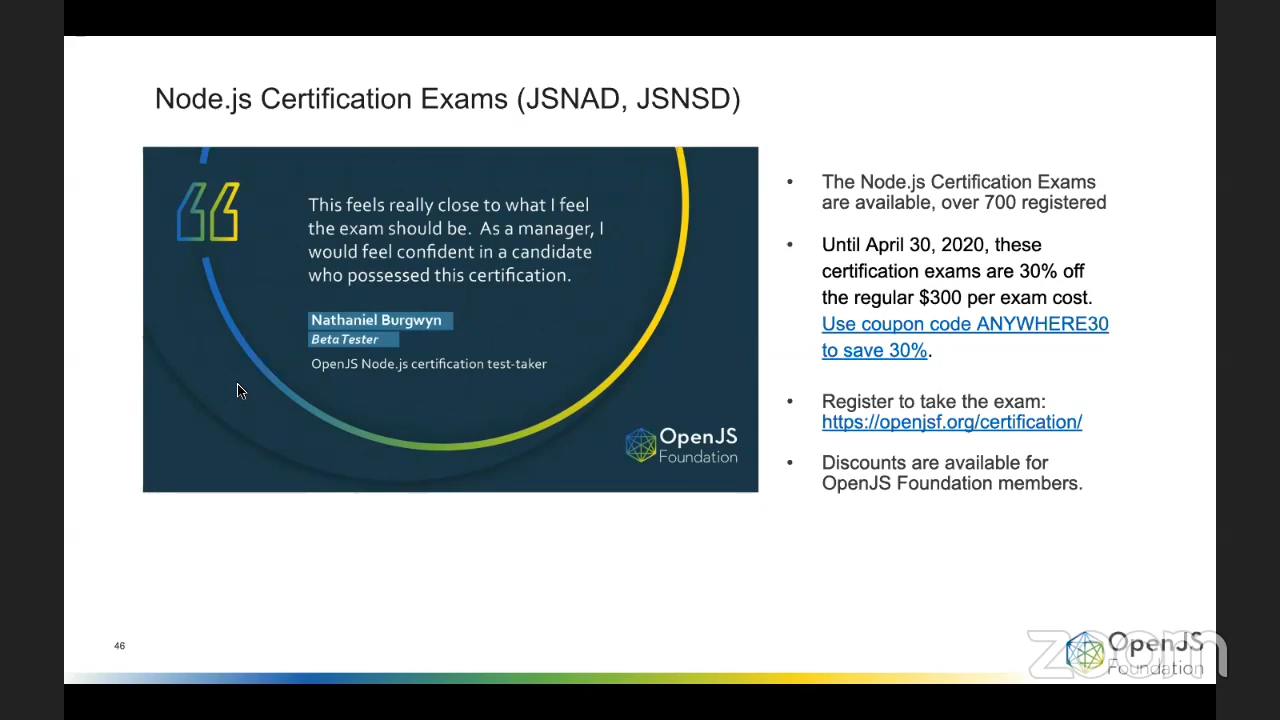 Node.js Certification Exams (JSNAD, JSNSD)
This feels really close to what I feel
the exam should be. As a manager, I
would feel confident in a candidate
who possessed this certification.
Nathaniel Burgwyn
Beta Tester
OpenJS Node.js certification test-taker
OpenJS
Foundation
• The Node.js Certification Exams
are available, over 700 registered
• Until April 30, 2020, these
certification exams are 30% off
the regular $300 per exam cost.
Use coupon code ANYWHERE30
to save 30%.
• Register to take the exam:
https://openjsf.org/certification/
• Discounts are available for
OpenJS Foundation members.
46
OpenJS
Foundation
zoom